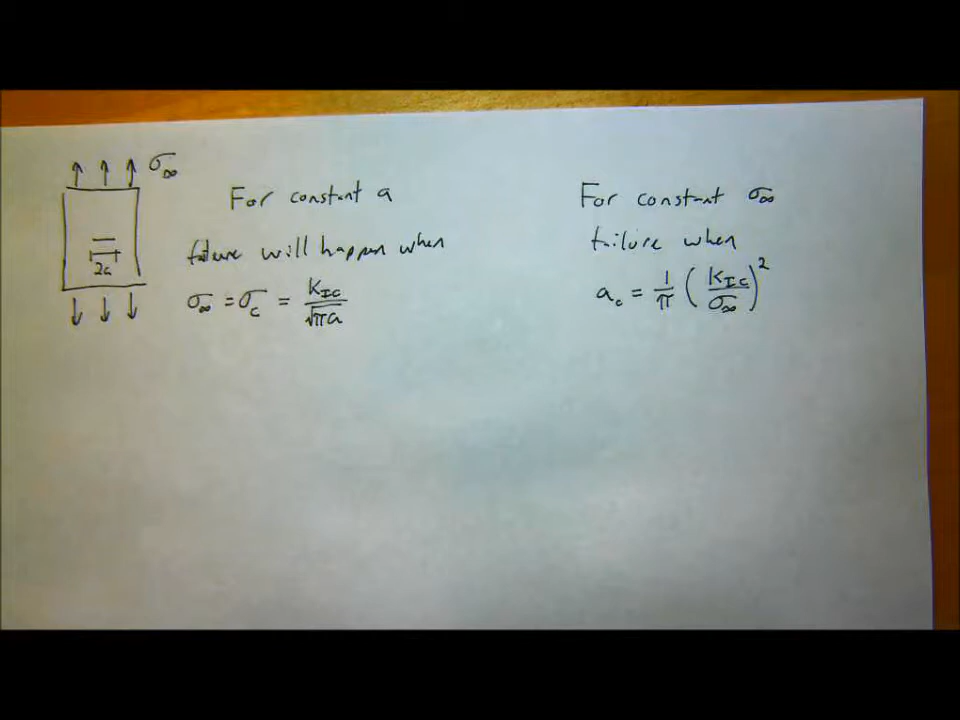 σ∞
2a
For constant a
failure will happen when
σ∞ = σc = KIc / √πa
For constant σ∞
failure when
ac = 1/π (KIc / σ∞)²